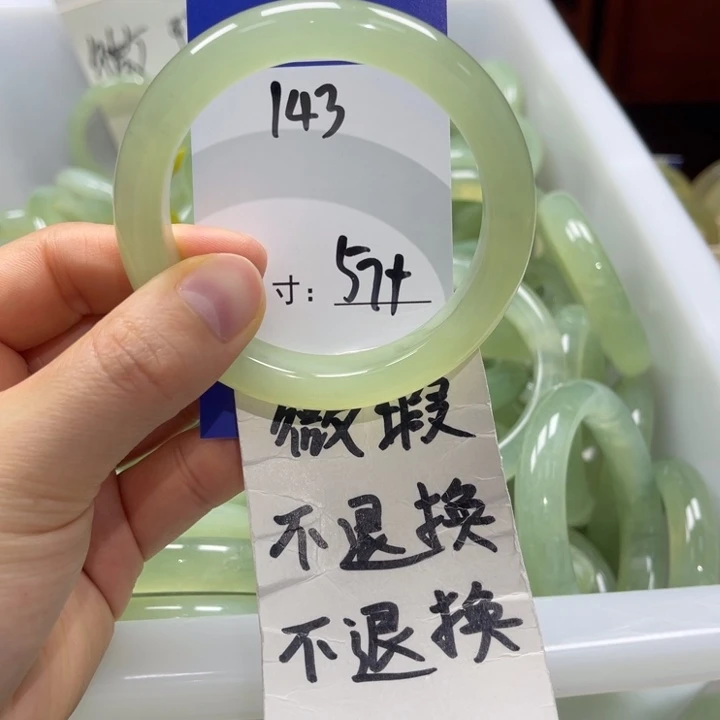 143
寸: 57+
微瑕
不退换
不退换